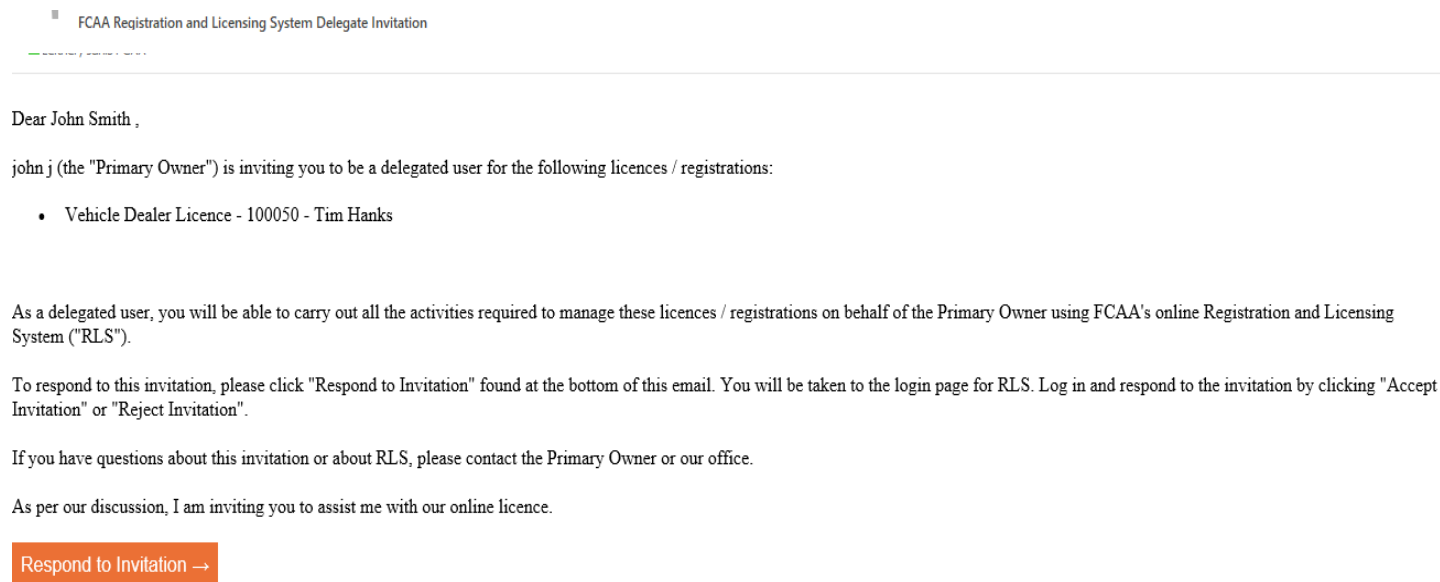 FCAA Registration and Licensing System Delegate Invitation
Dear John Smith ,
john j (the "Primary Owner") is inviting you to be a delegated user for the following licences / registrations:
• Vehicle Dealer Licence - 100050 - Tim Hanks
As a delegated user, you will be able to carry out all the activities required to manage these licences / registrations on behalf of the Primary Owner using FCAA's online Registration and Licensing
System ("RLS").
To respond to this invitation, please click "Respond to Invitation" found at the bottom of this email. You will be taken to the login page for RLS. Log in and respond to the invitation by clicking "Accept
Invitation" or "Reject Invitation".
If you have questions about this invitation or about RLS, please contact the Primary Owner or our office.
As per our discussion, I am inviting you to assist me with our online licence.
Respond to Invitation →